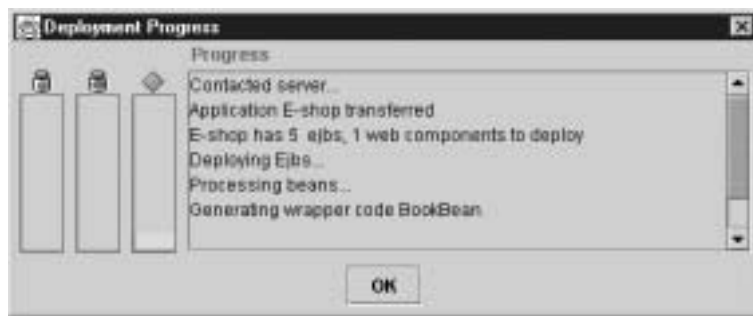 Deployment Progress
Progress
Contacted server...
Application E-shop transferred
E-shop has 5 ejbs, 1 web components to deploy
Deploying Ejbs...
Processing beans...
Generating wrapper code BookBean
OK